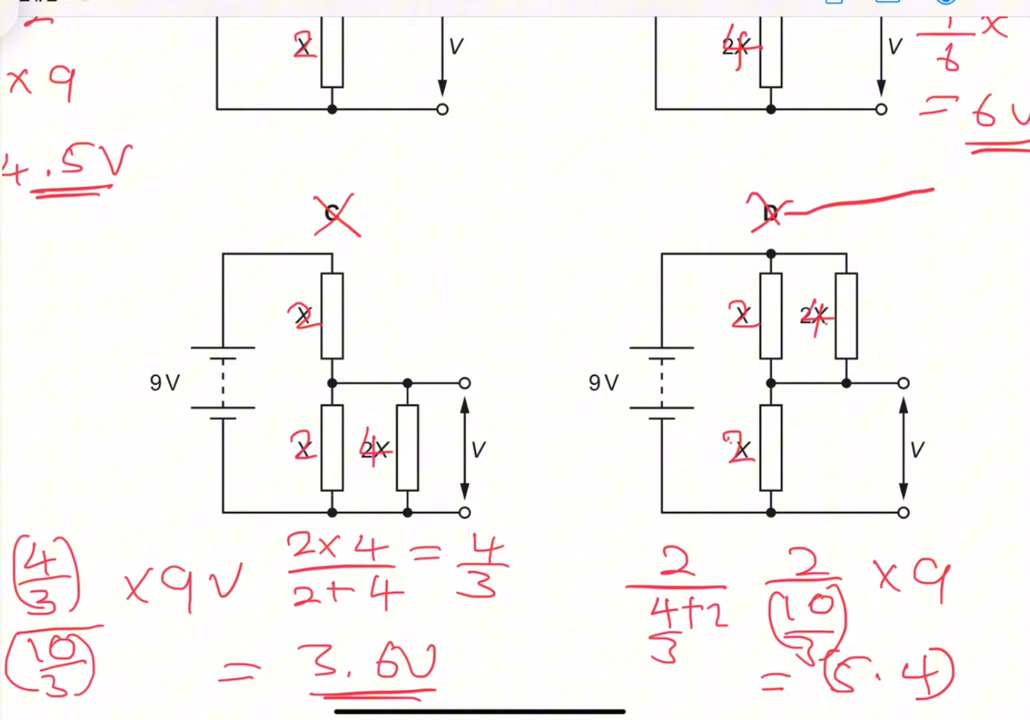 X 2 V 2X 4 V
x 9
1/6 x
= 6V
4.5V
C D
X 2 X 2 2X 4
9V 9V
X 2 2X 4 V X 2 V
(4/3)/(10/3) x 9V (2x4)/(2+4) = 4/3 2/(4/3+2) 2/(10/3) x 9
= 3.6V = (5.4)